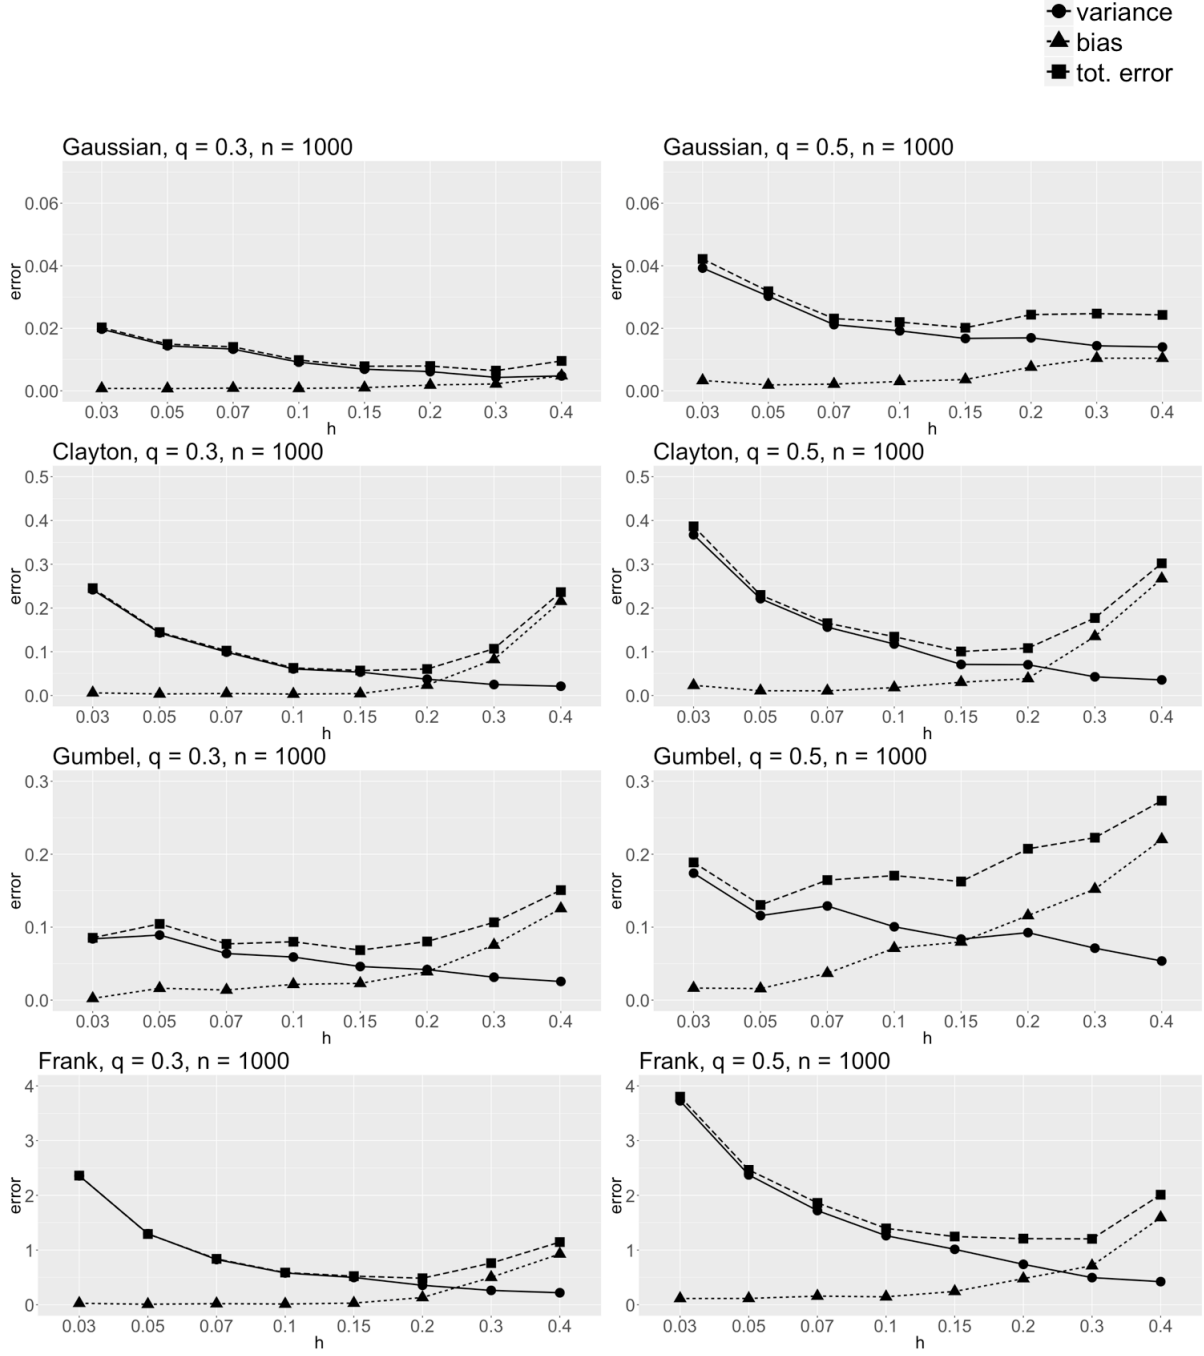 variance
bias
tot. error
Gaussian, q = 0.3, n = 1000
error
0.06
0.04
0.02
0.00
0.03 0.05 0.07 0.1 0.15 0.2 0.3 0.4
h
Gaussian, q = 0.5, n = 1000
error
0.06
0.04
0.02
0.00
0.03 0.05 0.07 0.1 0.15 0.2 0.3 0.4
h
Clayton, q = 0.3, n = 1000
error
0.5
0.4
0.3
0.2
0.1
0.0
0.03 0.05 0.07 0.1 0.15 0.2 0.3 0.4
h
Clayton, q = 0.5, n = 1000
error
0.5
0.4
0.3
0.2
0.1
0.0
0.03 0.05 0.07 0.1 0.15 0.2 0.3 0.4
h
Gumbel, q = 0.3, n = 1000
error
0.3
0.2
0.1
0.0
0.03 0.05 0.07 0.1 0.15 0.2 0.3 0.4
h
Gumbel, q = 0.5, n = 1000
error
0.3
0.2
0.1
0.0
0.03 0.05 0.07 0.1 0.15 0.2 0.3 0.4
h
Frank, q = 0.3, n = 1000
error
4
3
2
1
0
0.03 0.05 0.07 0.1 0.15 0.2 0.3 0.4
h
Frank, q = 0.5, n = 1000
error
4
3
2
1
0
0.03 0.05 0.07 0.1 0.15 0.2 0.3 0.4
h